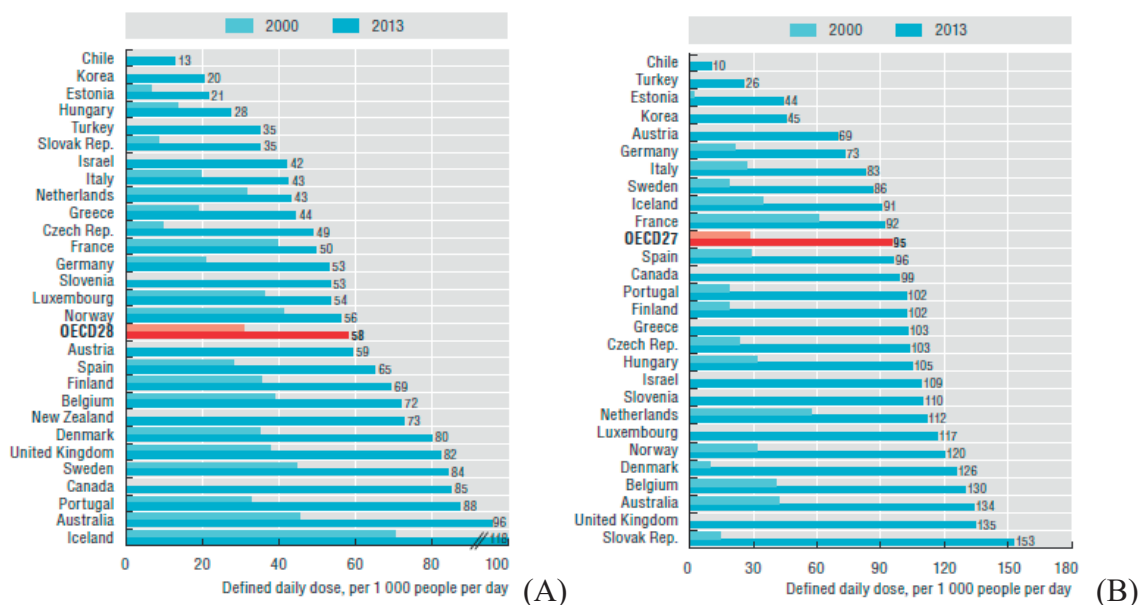 2000 2013
Chile 13
Korea 20
Estonia 21
Hungary 28
Turkey 35
Slovak Rep. 35
Israel 42
Italy 43
Netherlands 43
Greece 44
Czech Rep. 49
France 50
Germany 53
Slovenia 53
Luxembourg 54
Norway 56
OECD28 58
Austria 59
Spain 65
Finland 69
Belgium 72
New Zealand 73
Denmark 80
United Kingdom 82
Sweden 84
Canada 85
Portugal 88
Australia 96
Iceland
0 20 40 60 80 100
Defined daily dose, per 1 000 people per day
(A)
2000 2013
Chile 10
Turkey 26
Estonia 44
Korea 45
Austria 69
Germany 73
Italy 83
Sweden 86
Iceland 91
France 92
OECD27 95
Spain 96
Canada 99
Portugal 102
Finland 102
Greece 103
Czech Rep. 103
Hungary 105
Israel 109
Slovenia 110
Netherlands 112
Luxembourg 117
Norway 120
Denmark 126
Belgium 130
Australia 134
United Kingdom 135
Slovak Rep. 153
0 30 60 90 120 150 180
Defined daily dose, per 1 000 people per day
(B)